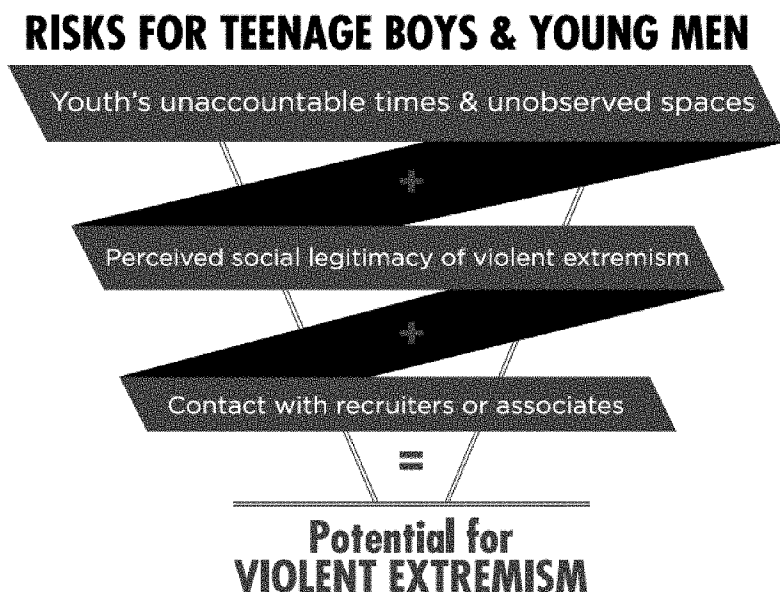 RISKS FOR TEENAGE BOYS & YOUNG MEN
Youth's unaccountable times & unobserved spaces
+
Perceived social legitimacy of violent extremism
+
Contact with recruiters or associates
=
Potential for
VIOLENT EXTREMISM